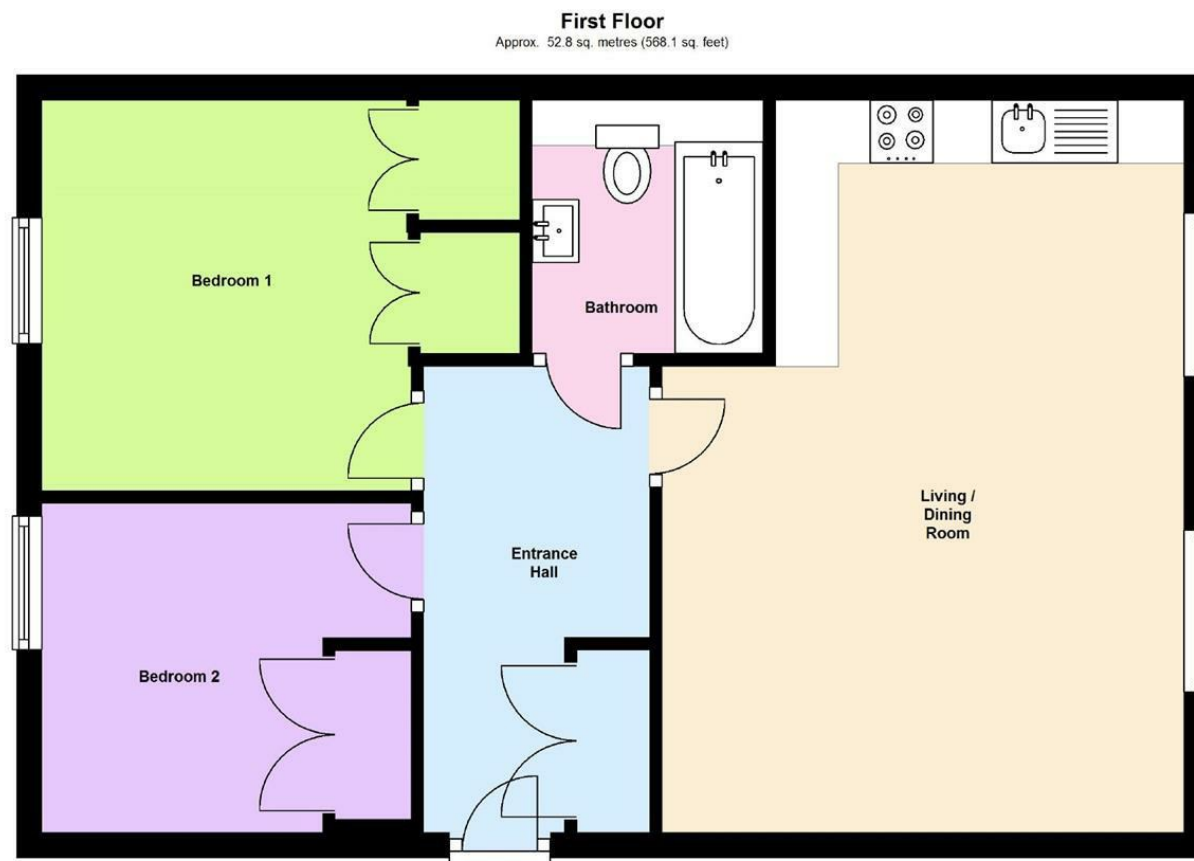 First Floor
Approx. 52.8 sq. metres (568.1 sq. feet)
Bedroom 1
Bathroom
Living /
Dining
Room
Entrance
Hall
Bedroom 2